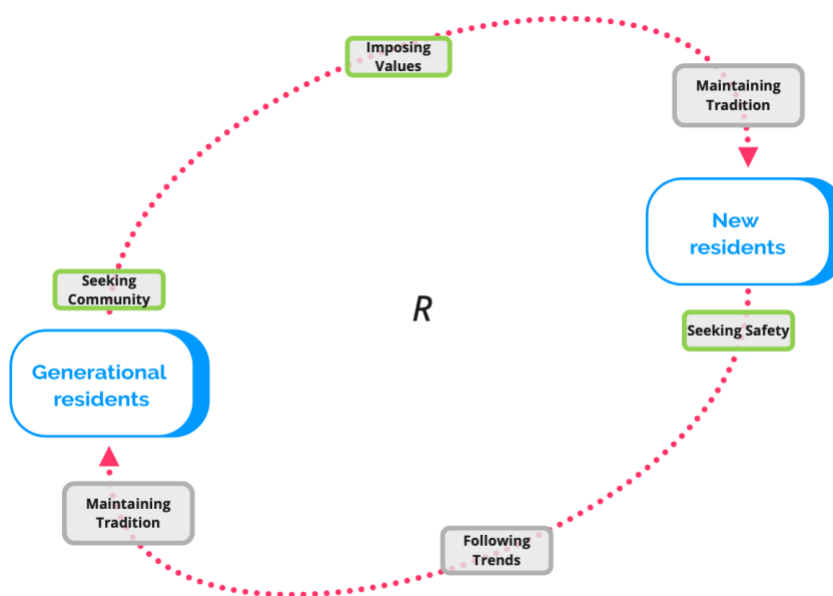 Imposing
Values
Maintaining
Tradition
New
residents
Seeking
Community
R
Seeking Safety
Generational
residents
Maintaining
Tradition
Following
Trends